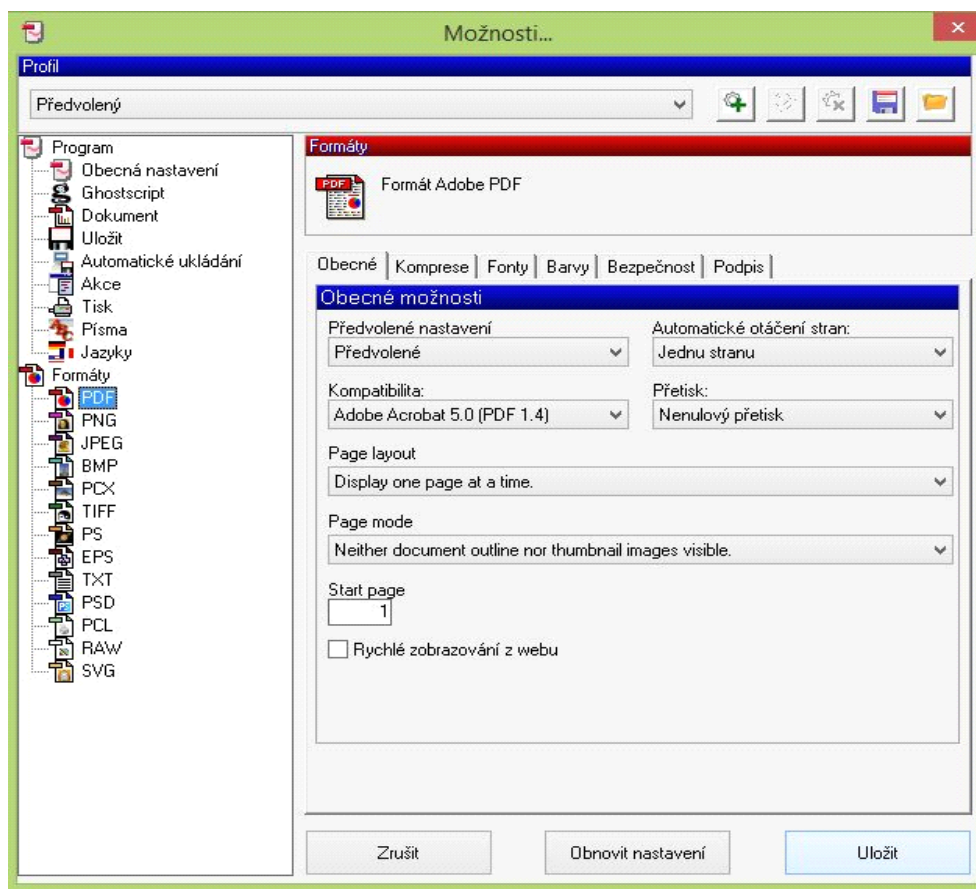 Možnosti...
Profil
Předvolený
Program
Obecná nastavení
Ghostscript
Dokument
Uložit
Automatické ukládání
Akce
Tisk
Písma
Jazyky
Formáty
PDF
PNG
JPEG
BMP
PCX
TIFF
PS
EPS
TXT
PSD
PCL
RAW
SVG
Formáty
PDF
Formát Adobe PDF
Obecné Komprese Fonty Barvy Bezpečnost Podpis
Obecné možnosti
Předvolené nastavení Automatické otáčení stran:
Předvolené Jednu stranu
Kompatibilita: Přetisk:
Adobe Acrobat 5.0 (PDF 1.4) Nenulový přetisk
Page layout
Display one page at a time.
Page mode
Neither document outline nor thumbnail images visible.
Start page
1
Rychlé zobrazování z webu
Zrušit Obnovit nastavení Uložit